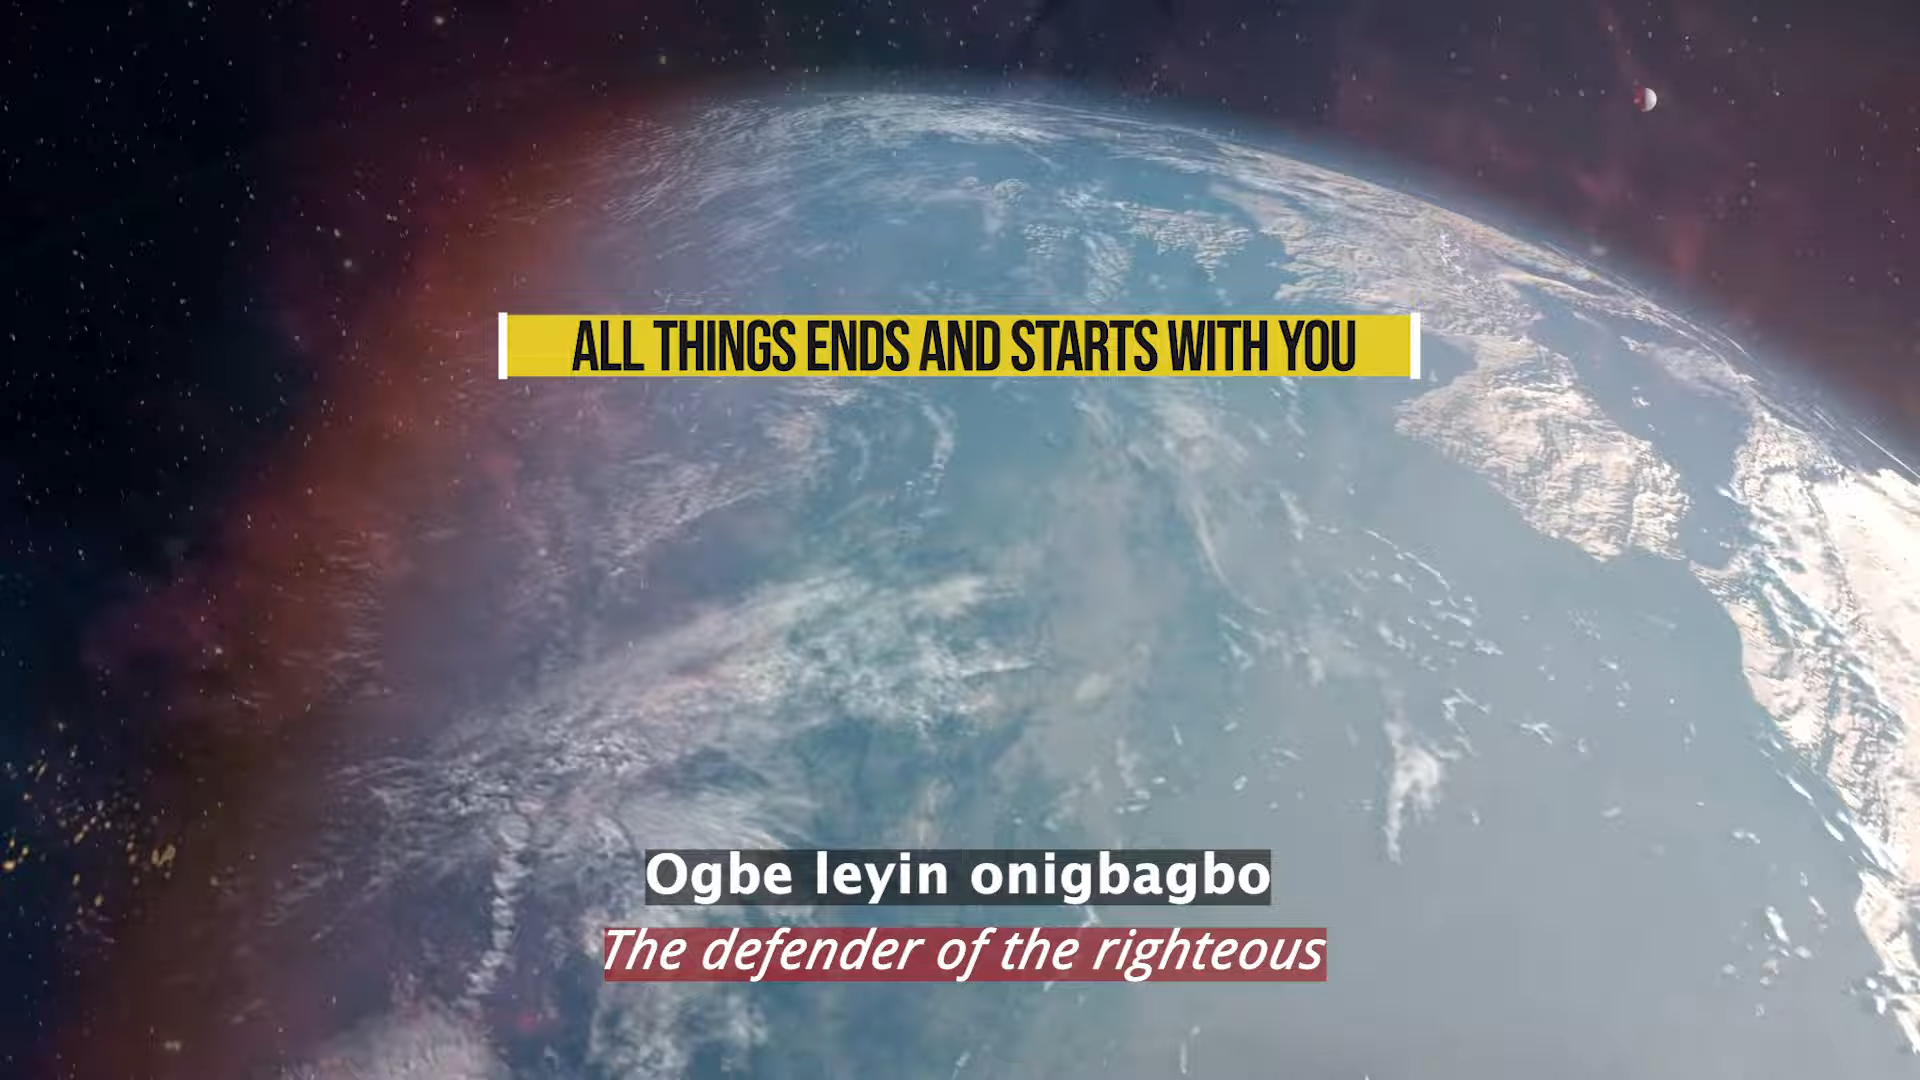 ALL THINGS ENDS AND STARTS WITH YOU
Ogbe leyin onigbagbo
The defender of the righteous